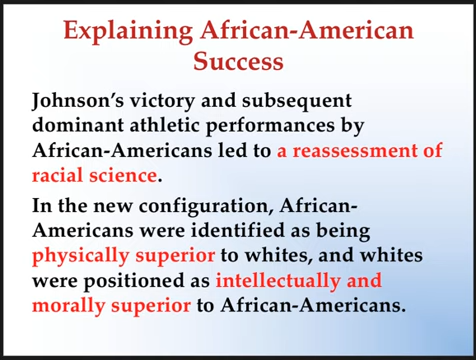 Explaining African-American
Success
Johnson's victory and subsequent
dominant athletic performances by
African-Americans led to a reassessment of
racial science.
In the new configuration, African-
Americans were identified as being
physically superior to whites, and whites
were positioned as intellectually and
morally superior to African-Americans.